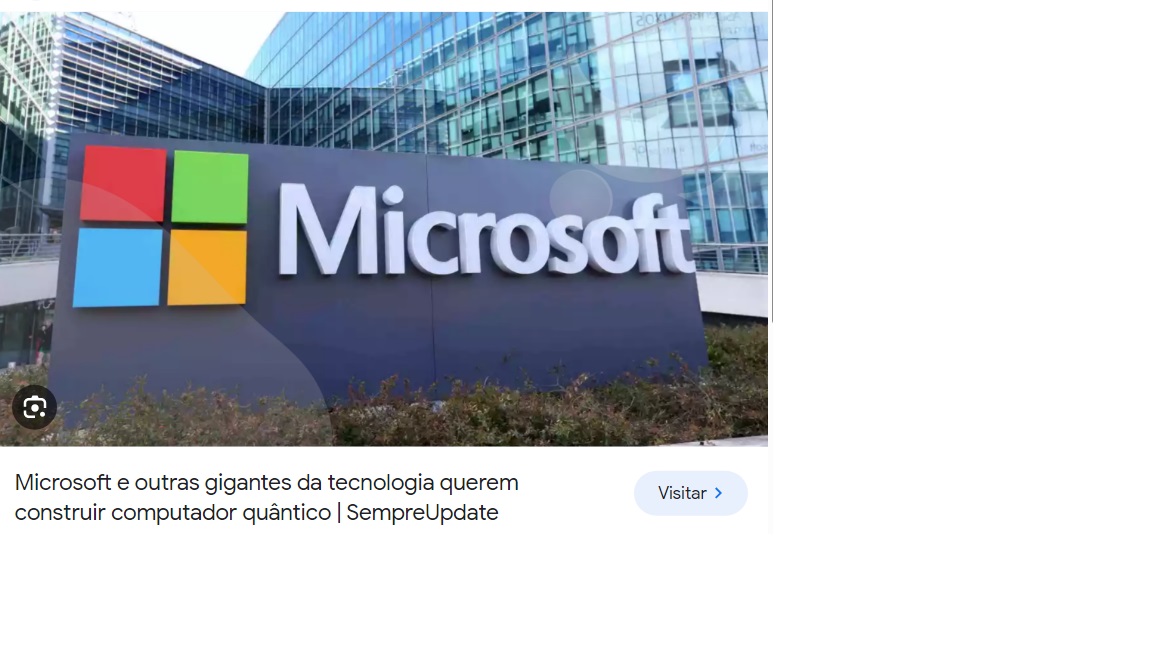 Microsoft
Microsoft e outras gigantes da tecnologia querem
construir computador quântico | SempreUpdate
Visitar